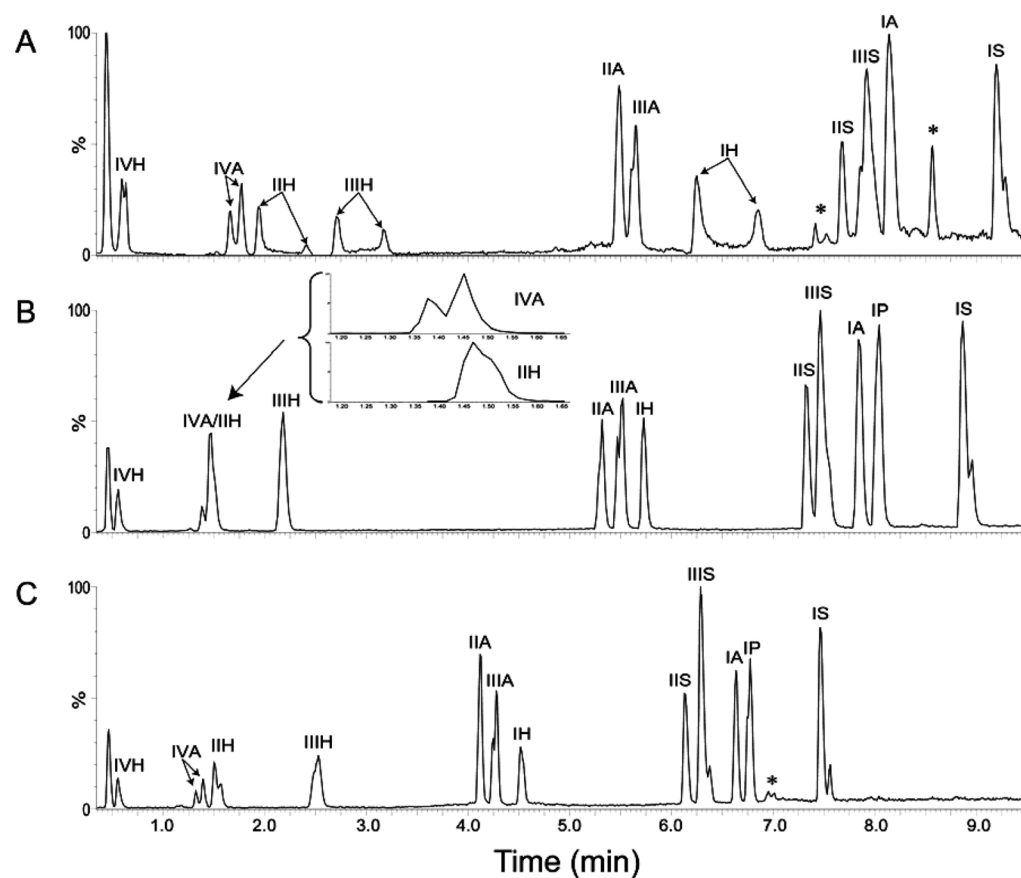 A
100
%
0
IVH
IVA
IIH
IIIH
IIA
IIIA
IH
*
IIS
IIIS
IA
*
IS
B
100
%
0
IVH
IVA/IIH
IIIH
IVA
1.20 1.25 1.30 1.35 1.40 1.45 1.50 1.55 1.60 1.65
IIH
1.20 1.25 1.30 1.35 1.40 1.45 1.50 1.55 1.60 1.65
IIA
IIIA
IH
IIS
IIIS
IA
IP
IS
C
100
%
0
IVH
IVA
IIH
IIIH
IIA
IIIA
IH
IIS
IIIS
IA
IP
*
IS
1.0 2.0 3.0 4.0 5.0 6.0 7.0 8.0 9.0
Time (min)